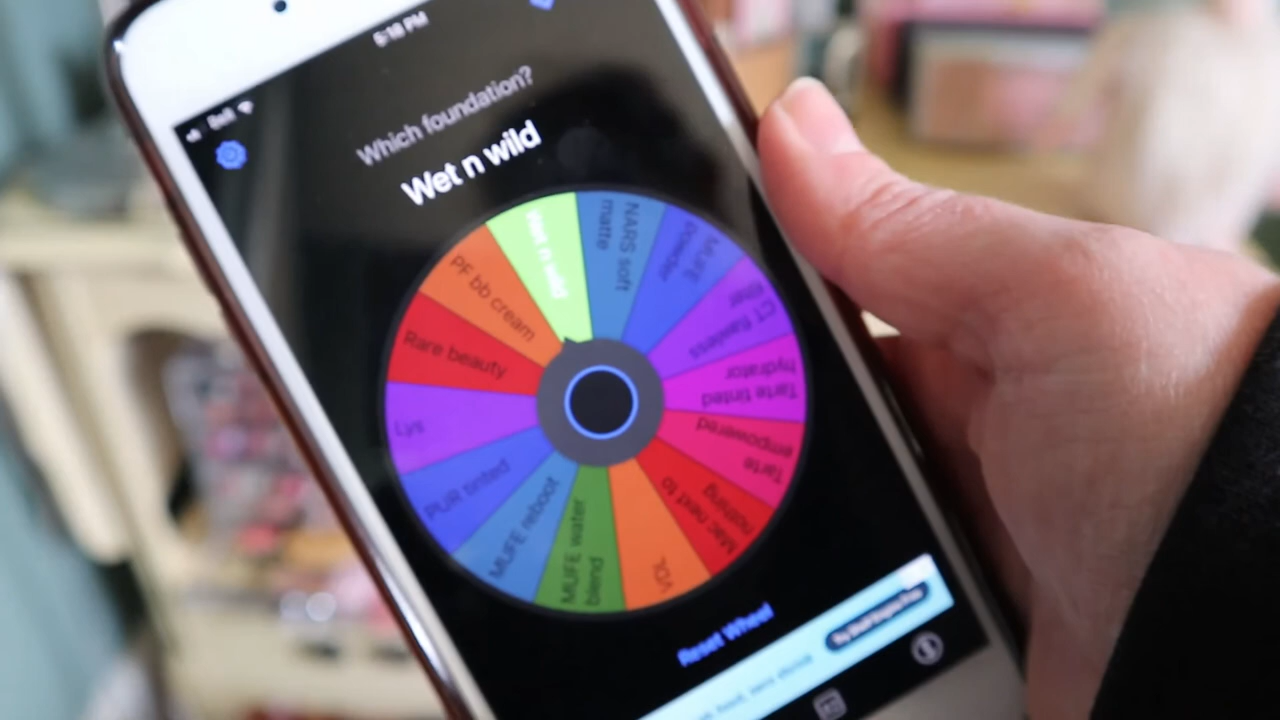 5:18 PM
Bell
Which foundation?
Wet n wild
Wet n wild
NARS soft
matte
MUFE
powder
CT flawless
filter
Tarte tinted
hydrator
Tarte
empowered
MAC next to
nothing
VDL
MUFE water
blend
MUFE reboot
PUR tinted
Lys
Rare beauty
PF bb cream
Reset Wheel